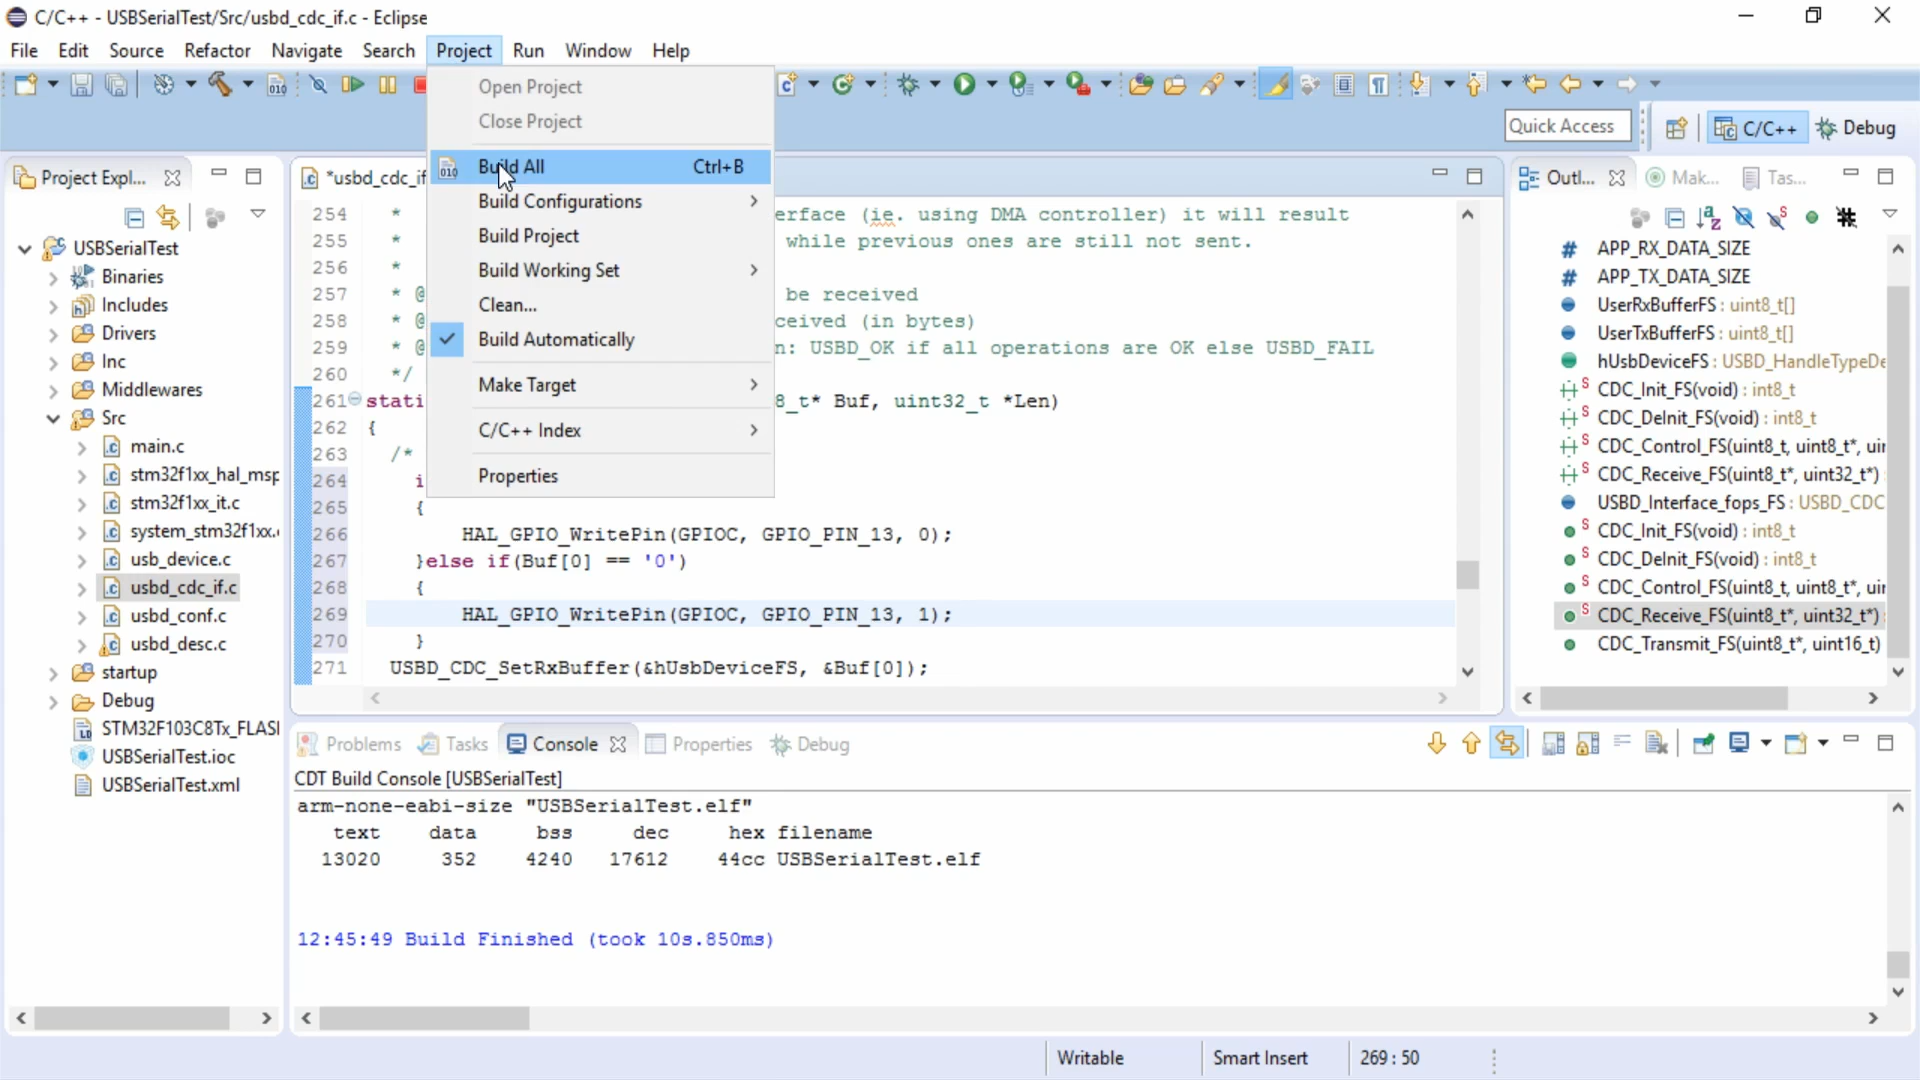 C/C++ - USBSerialTest/Src/usbd_cdc_if.c - Eclipse
File Edit Source Refactor Navigate Search Project Run Window Help
Open Project
Close Project
Build All Ctrl+B
Build Configurations
Build Project
Build Working Set
Clean...
Build Automatically
Make Target
C/C++ Index
Properties
Quick Access
C/C++
Debug
Project Expl...
USBSerialTest
Binaries
Includes
Drivers
Inc
Middlewares
Src
main.c
stm32f1xx_hal_msp
stm32f1xx_it.c
system_stm32f1xx.
usb_device.c
usbd_cdc_if.c
usbd_conf.c
usbd_desc.c
startup
Debug
STM32F103C8Tx_FLASH
USBSerialTest.ioc
USBSerialTest.xml
*usbd_cdc_if
254 * erface (ie. using DMA controller) it will result
255 * while previous ones are still not sent.
256 *
257 * @ be received
258 * @ ceived (in bytes)
259 * @ n: USBD_OK if all operations are OK else USBD_FAIL
260 */
261 stati 8_t* Buf, uint32_t *Len)
262 {
263 /*
264 i
265 {
266 HAL_GPIO_WritePin(GPIOC, GPIO_PIN_13, 0);
267 }else if(Buf[0] == '0')
268 {
269 HAL_GPIO_WritePin(GPIOC, GPIO_PIN_13, 1);
270 }
271 USBD_CDC_SetRxBuffer(&hUsbDeviceFS, &Buf[0]);
Outl... Mak... Tas...
APP_RX_DATA_SIZE
APP_TX_DATA_SIZE
UserRxBufferFS : uint8_t[]
UserTxBufferFS : uint8_t[]
hUsbDeviceFS : USBD_HandleTypeDe
CDC_Init_FS(void) : int8_t
CDC_DeInit_FS(void) : int8_t
CDC_Control_FS(uint8_t, uint8_t*, uin
CDC_Receive_FS(uint8_t*, uint32_t*)
USBD_Interface_fops_FS : USBD_CDC
CDC_Init_FS(void) : int8_t
CDC_DeInit_FS(void) : int8_t
CDC_Control_FS(uint8_t, uint8_t*, uin
CDC_Receive_FS(uint8_t*, uint32_t*)
CDC_Transmit_FS(uint8_t*, uint16_t)
Problems Tasks Console Properties Debug
CDT Build Console [USBSerialTest]
arm-none-eabi-size "USBSerialTest.elf"
text data bss dec hex filename
13020 352 4240 17612 44cc USBSerialTest.elf
12:45:49 Build Finished (took 10s.850ms)
Writable Smart Insert 269 : 50